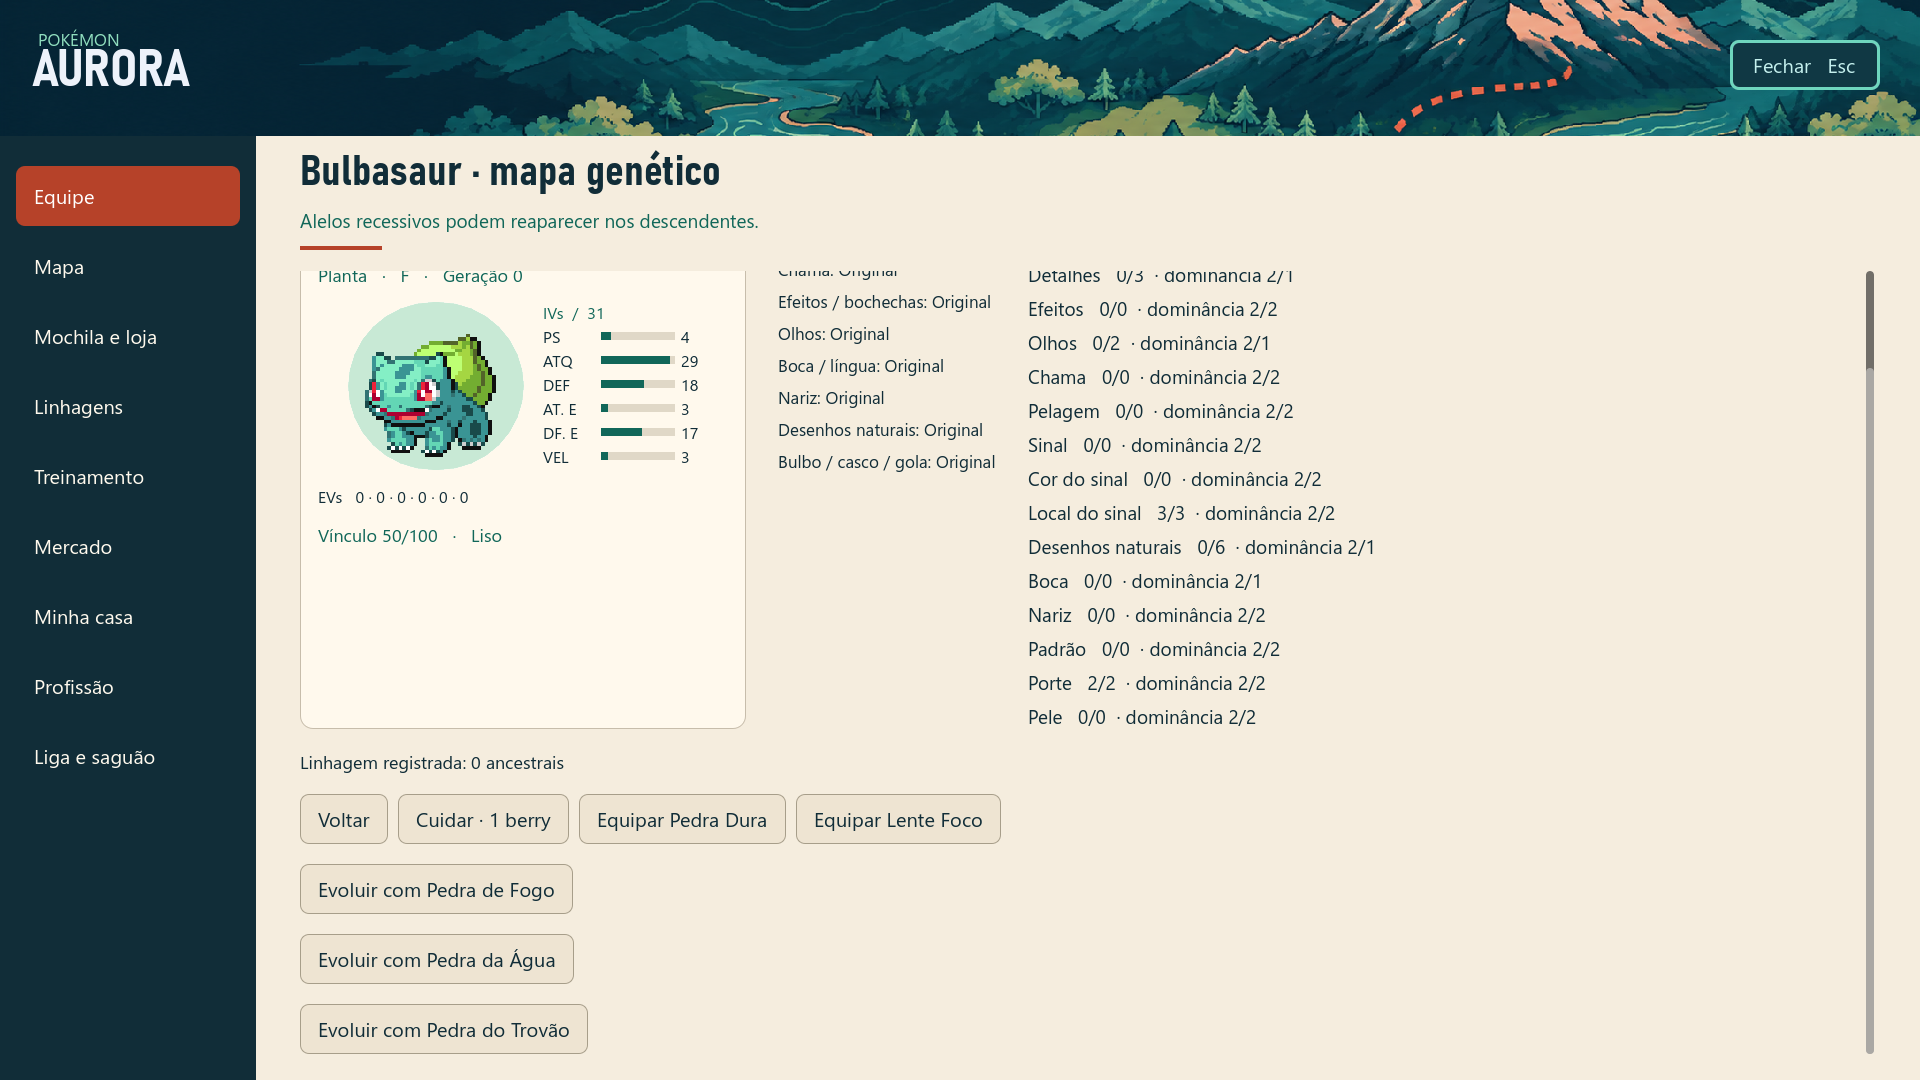 POKÉMON
AURORA
Fechar Esc
Equipe
Mapa
Mochila e loja
Linhagens
Treinamento
Mercado
Minha casa
Profissão
Liga e saguão
Bulbasaur · mapa genético
Alelos recessivos podem reaparecer nos descendentes.
Planta · F · Geração 0
IVs / 31
PS 4
ATQ 29
DEF 18
AT. E 3
DF. E 17
VEL 3
EVs 0 · 0 · 0 · 0 · 0 · 0
Vínculo 50/100 · Liso
Chama: Original
Efeitos / bochechas: Original
Olhos: Original
Boca / língua: Original
Nariz: Original
Desenhos naturais: Original
Bulbo / casco / gola: Original
Detalhes 0/3 · dominância 2/1
Efeitos 0/0 · dominância 2/2
Olhos 0/2 · dominância 2/1
Chama 0/0 · dominância 2/2
Pelagem 0/0 · dominância 2/2
Sinal 0/0 · dominância 2/2
Cor do sinal 0/0 · dominância 2/2
Local do sinal 3/3 · dominância 2/2
Desenhos naturais 0/6 · dominância 2/1
Boca 0/0 · dominância 2/1
Nariz 0/0 · dominância 2/2
Padrão 0/0 · dominância 2/2
Porte 2/2 · dominância 2/2
Pele 0/0 · dominância 2/2
Linhagem registrada: 0 ancestrais
Voltar
Cuidar · 1 berry
Equipar Pedra Dura
Equipar Lente Foco
Evoluir com Pedra de Fogo
Evoluir com Pedra da Água
Evoluir com Pedra do Trovão